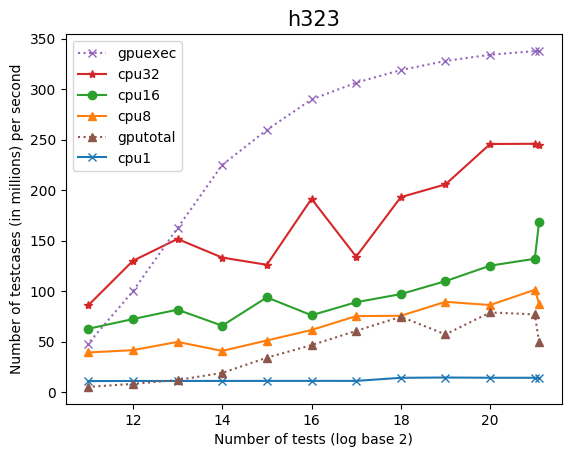 h323
350
300
250
200
150
100
50
0
Number of testcases (in millions) per second
gpuexec
cpu32
cpu16
cpu8
gputotal
cpu1
12
14
16
18
20
Number of tests (log base 2)